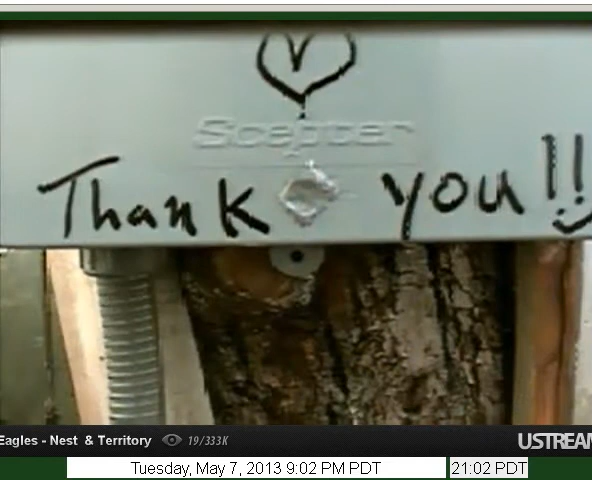 Scepter
Thank you!!
Eagles - Nest & Territory 19/333K
USTREAM
Tuesday, May 7, 2013 9:02 PM PDT 21:02 PDT